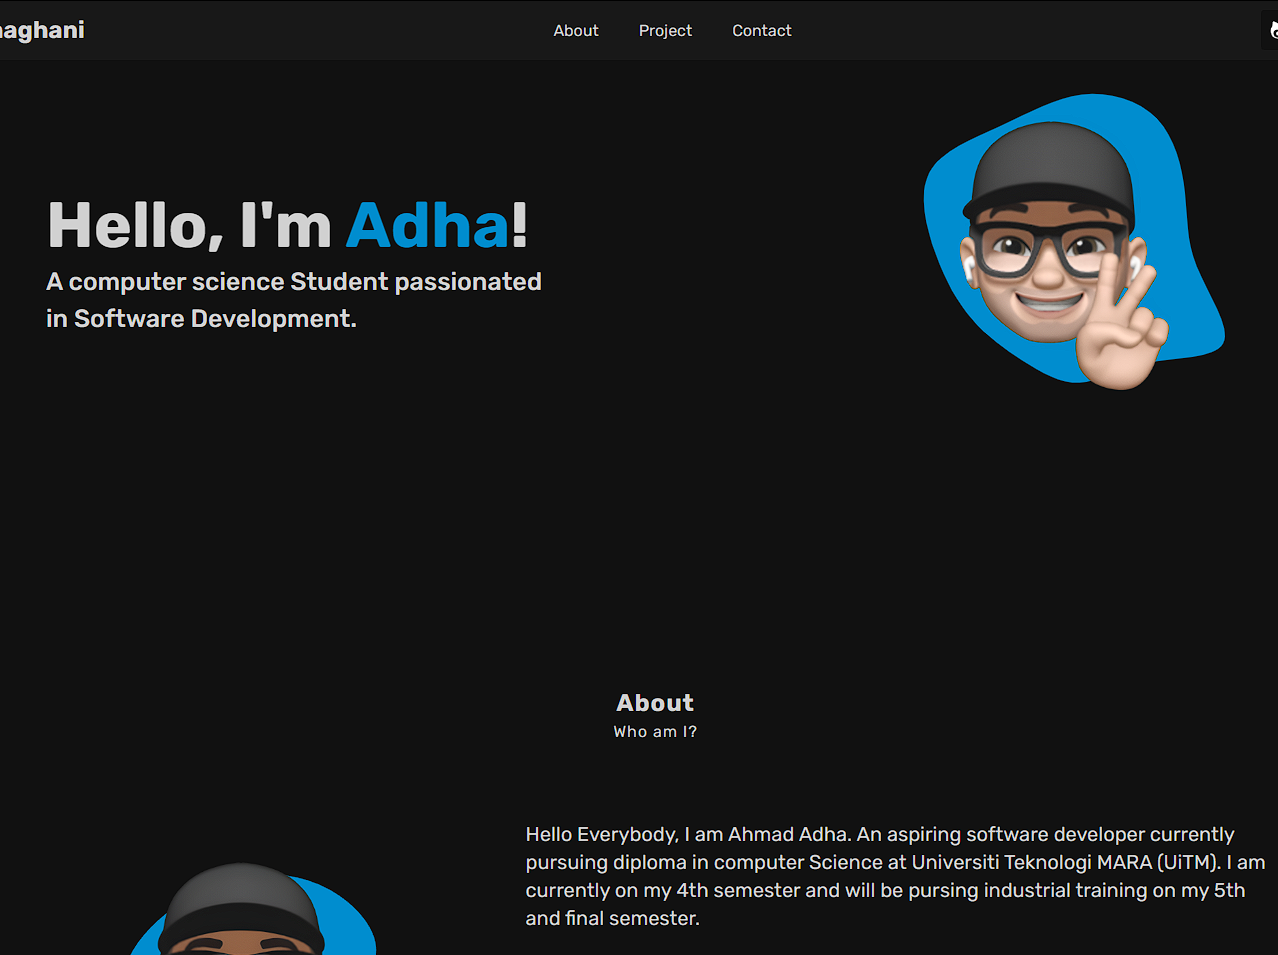 aghani
About Project Contact
Hello, I'm Adha!
A computer science Student passionated
in Software Development.
About
Who am I?
Hello Everybody, I am Ahmad Adha. An aspiring software developer currently
pursuing diploma in computer Science at Universiti Teknologi MARA (UiTM). I am
currently on my 4th semester and will be pursing industrial training on my 5th
and final semester.